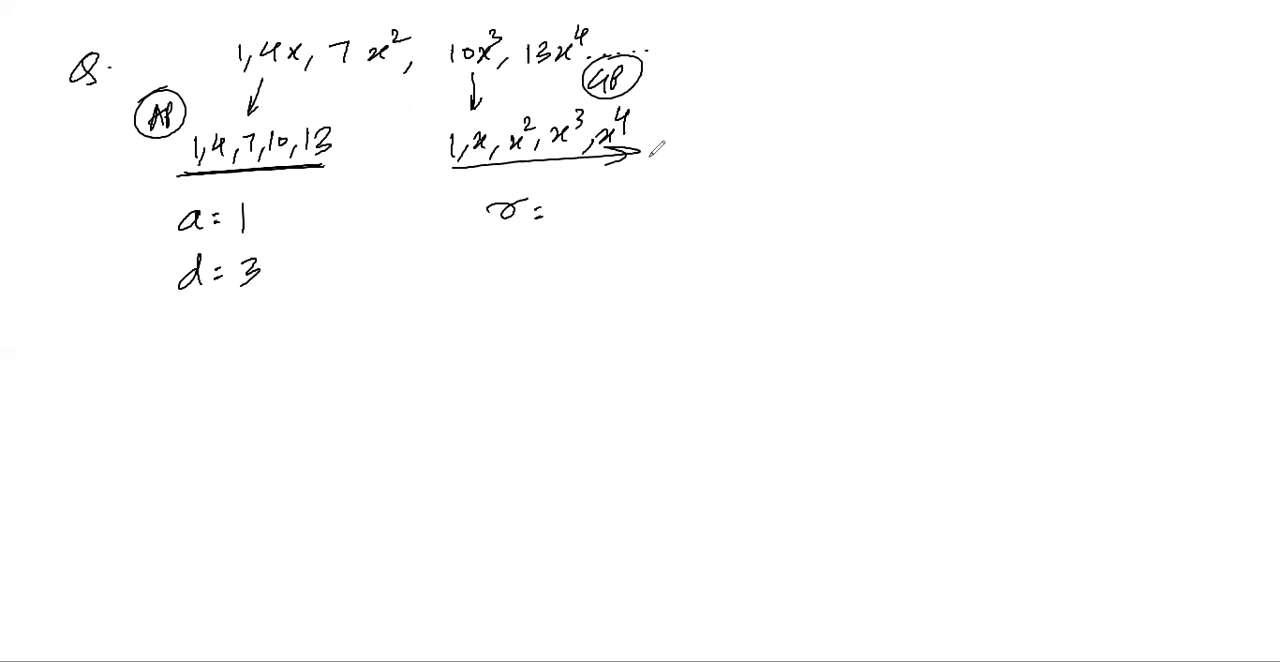 Q. 1, 4x, 7x², 10x³, 13x⁴......
AP GP
1, 4, 7, 10, 13 1, x, x², x³, x⁴
a = 1 r =
d = 3